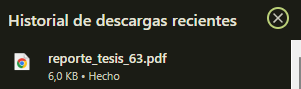 Historial de descargas recientes
reporte_tesis_63.pdf
6,0 KB • Hecho